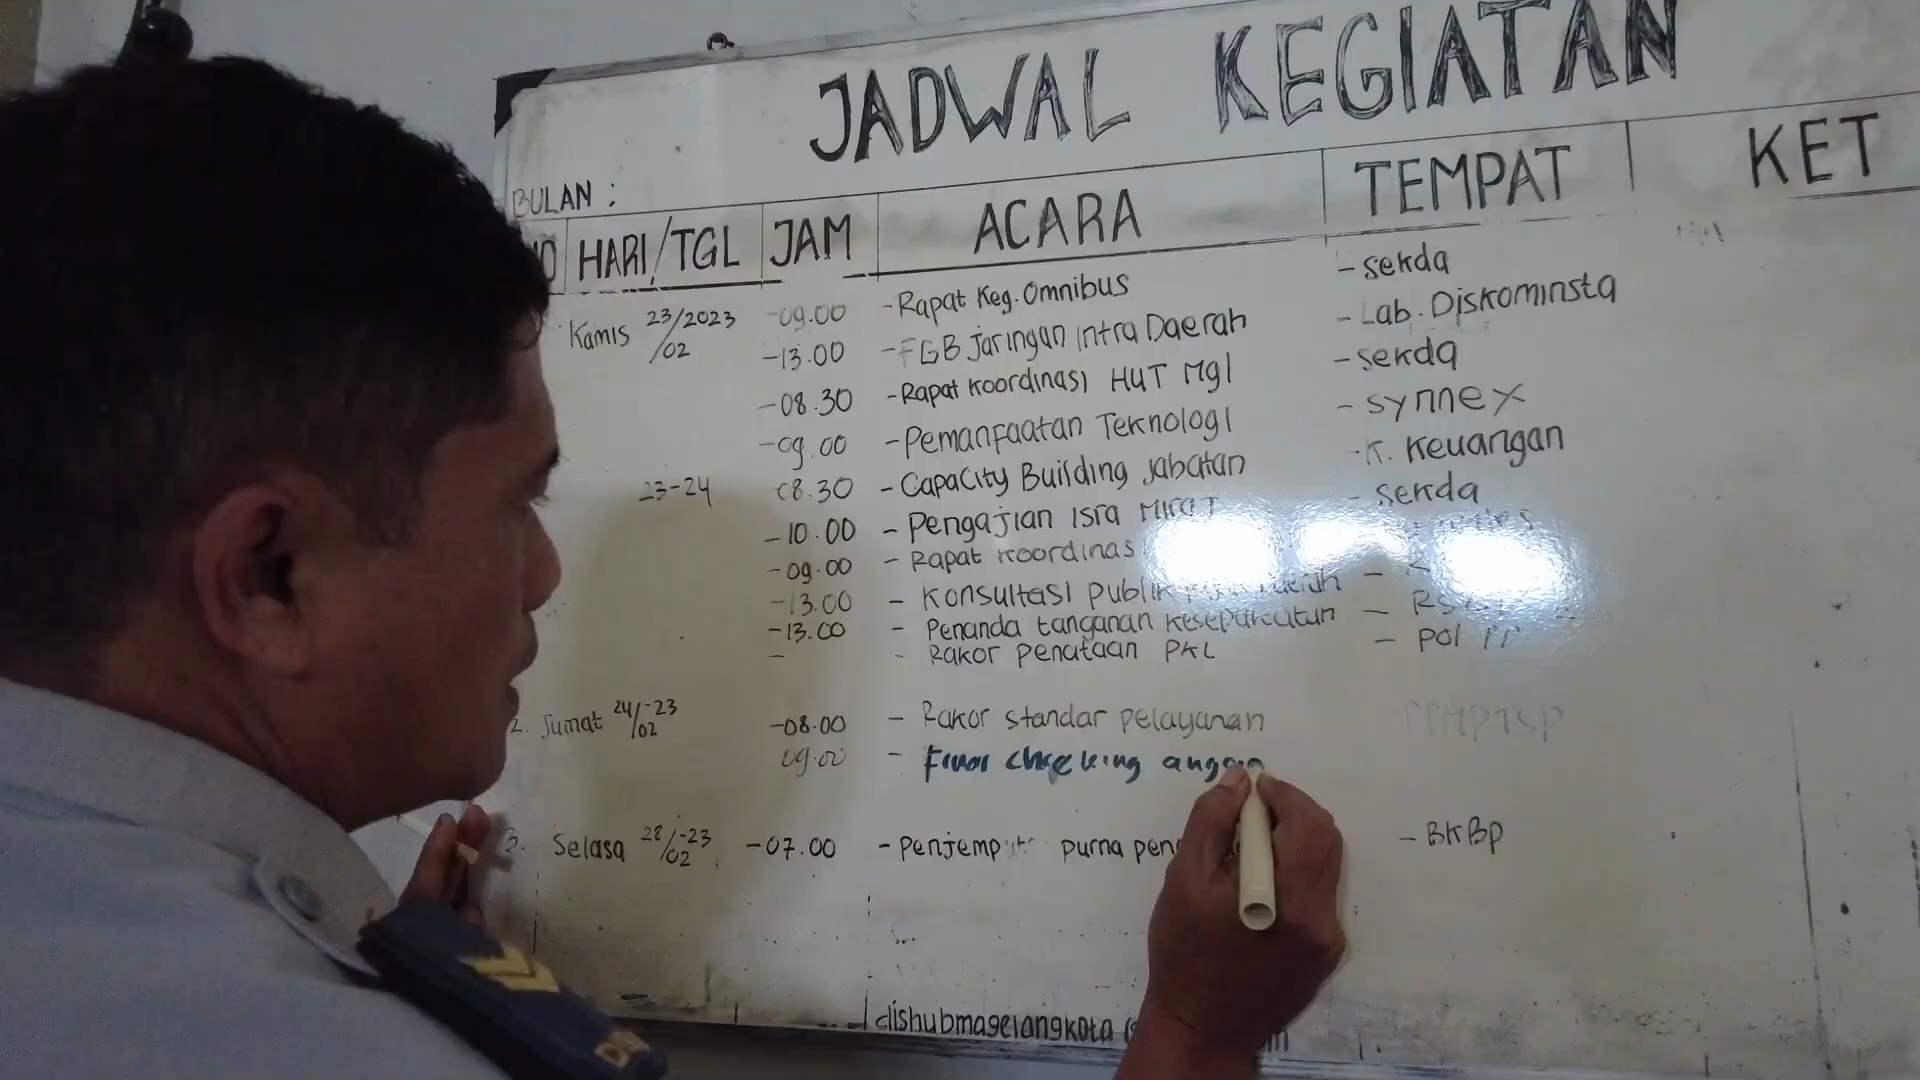 JADWAL KEGIATAN
BULAN :
HARI/TGL JAM ACARA TEMPAT KET
Kamis 23/02/2023 -09.00 -Rapat Keg. Omnibus -sekda
-13.00 -FGB Jaringan Intra Daerah -Lab. Diskominsta
-08.30 -Rapat Koordinasi HUT Mgl -sekda
-09.00 -Pemanfaatan Teknologi -synnex
23-24 08.30 -Capacity Building Jabatan -K. Keuangan
-10.00 -Pengajian Isra Miraj -sekda
-09.00 -Rapat Koordinasi
-13.00 -Konsultasi publik
-13.00 -Penanda tanganan kesepakatan
- -Rakor penataan PKL -Pol PP
2. Jumat 24/02-23 -08.00 -Rakor standar pelayanan
09.00 - checking
3. Selasa 28/02-23 -07.00 -Penjemput purna -BKBP
dishubmagelangkota